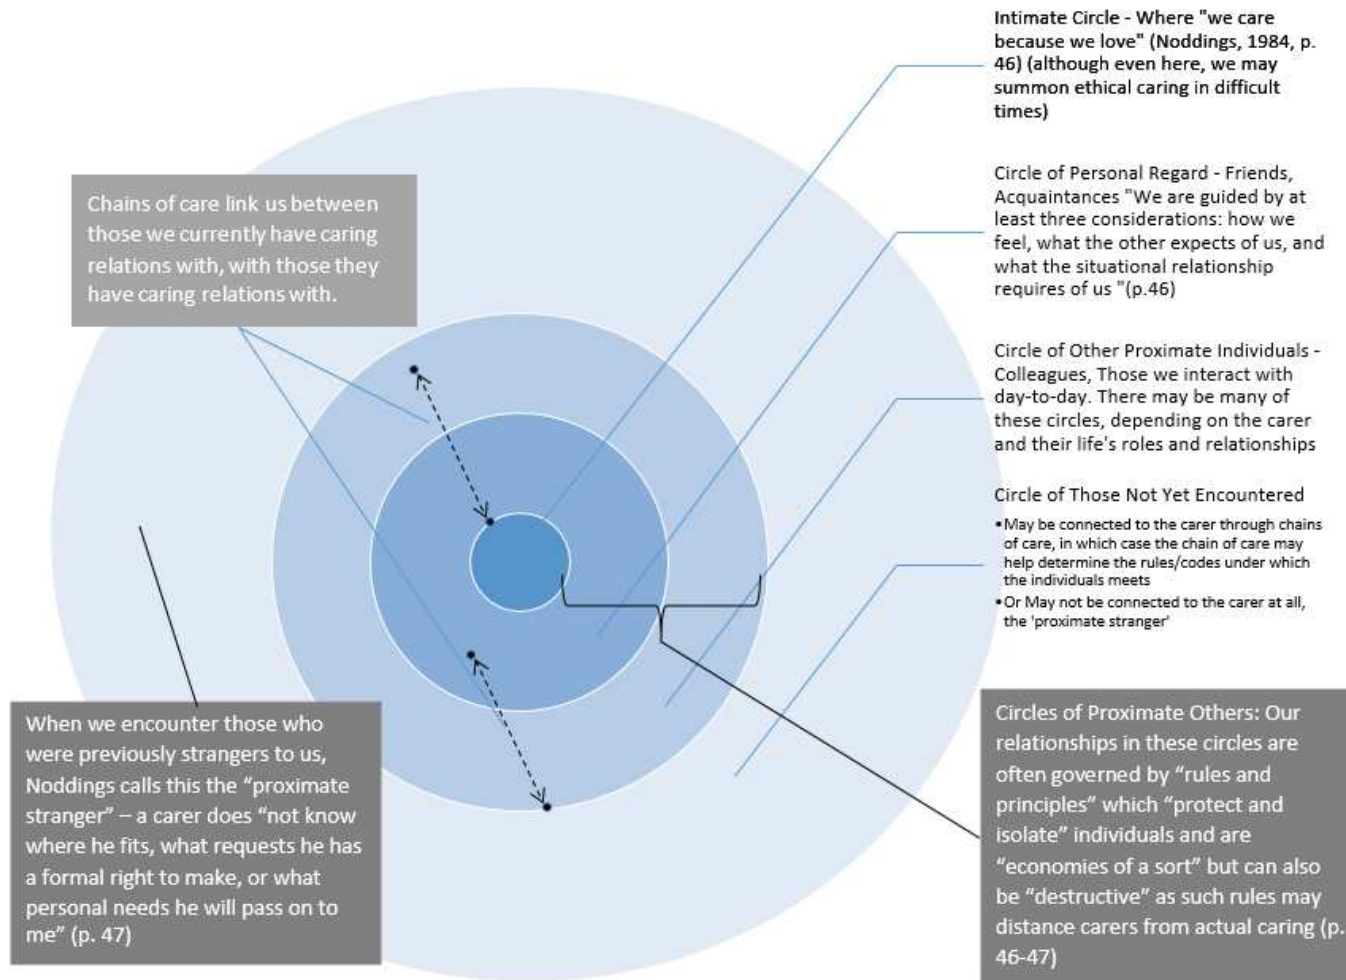 Intimate Circle - Where "we care
because we love" (Noddings, 1984, p.
46) (although even here, we may
summon ethical caring in difficult
times)
Circle of Personal Regard - Friends,
Acquaintances "We are guided by at
least three considerations: how we
feel, what the other expects of us, and
what the situational relationship
requires of us "(p.46)
Circle of Other Proximate Individuals -
Colleagues, Those we interact with
day-to-day. There may be many of
these circles, depending on the carer
and their life's roles and relationships
Circle of Those Not Yet Encountered
•May be connected to the carer through chains
of care, in which case the chain of care may
help determine the rules/codes under which
the individuals meets
•Or May not be connected to the carer at all,
the 'proximate stranger'
Chains of care link us between
those we currently have caring
relations with, with those they
have caring relations with.
When we encounter those who
were previously strangers to us,
Noddings calls this the “proximate
stranger” – a carer does “not know
where he fits, what requests he has
a formal right to make, or what
personal needs he will pass on to
me” (p. 47)
Circles of Proximate Others: Our
relationships in these circles are
often governed by “rules and
principles” which “protect and
isolate” individuals and are
“economies of a sort” but can also
be “destructive” as such rules may
distance carers from actual caring (p.
46-47)